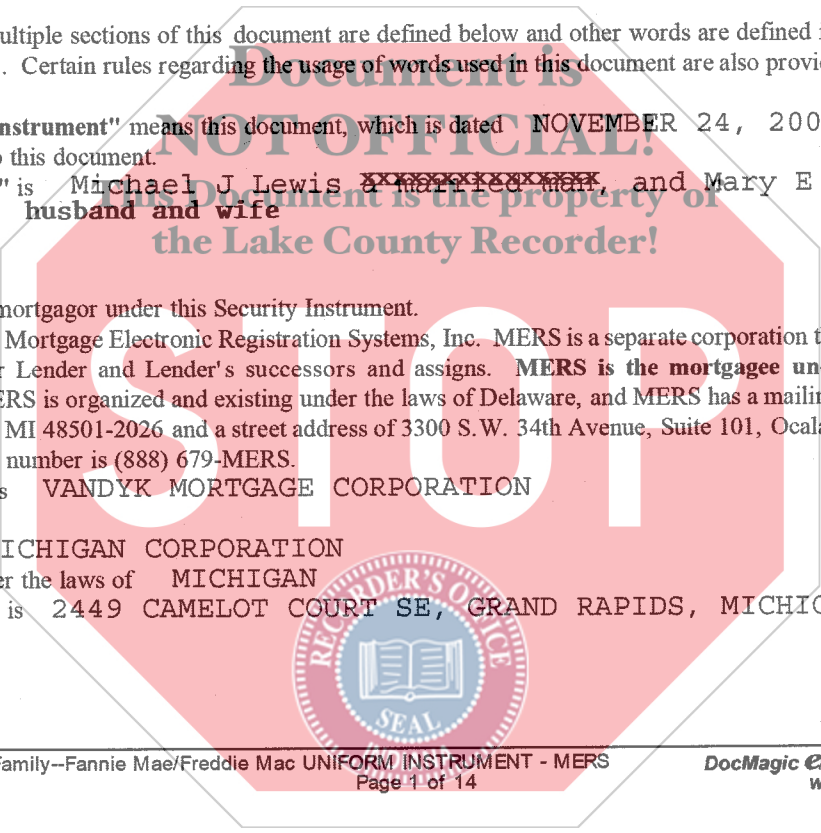 ultiple sections of this document are defined below and other words are defined
. Certain rules regarding the usage of words used in this document are also provi
Document is
nstrument" means this document, which is dated NOVEMBER 24, 200
NOT OFFICIAL!
this document.
" is Michael J Lewis a married man, and Mary E
This Document is the property of
husband and wife
the Lake County Recorder!
mortgagor under this Security Instrument.
Mortgage Electronic Registration Systems, Inc. MERS is a separate corporation t
r Lender and Lender's successors and assigns. MERS is the mortgagee un
ERS is organized and existing under the laws of Delaware, and MERS has a mailin
MI 48501-2026 and a street address of 3300 S.W. 34th Avenue, Suite 101, Ocala
number is (888) 679-MERS.
s VANDYK MORTGAGE CORPORATION
STOP
ICHIGAN CORPORATION
er the laws of MICHIGAN
is 2449 CAMELOT COURT SE, GRAND RAPIDS, MICHIG
RECORDER'S OFFICE
SEAL
INDIANA
Family--Fannie Mae/Freddie Mac UNIFORM INSTRUMENT - MERS
DocMagic
Page 1 of 14
w